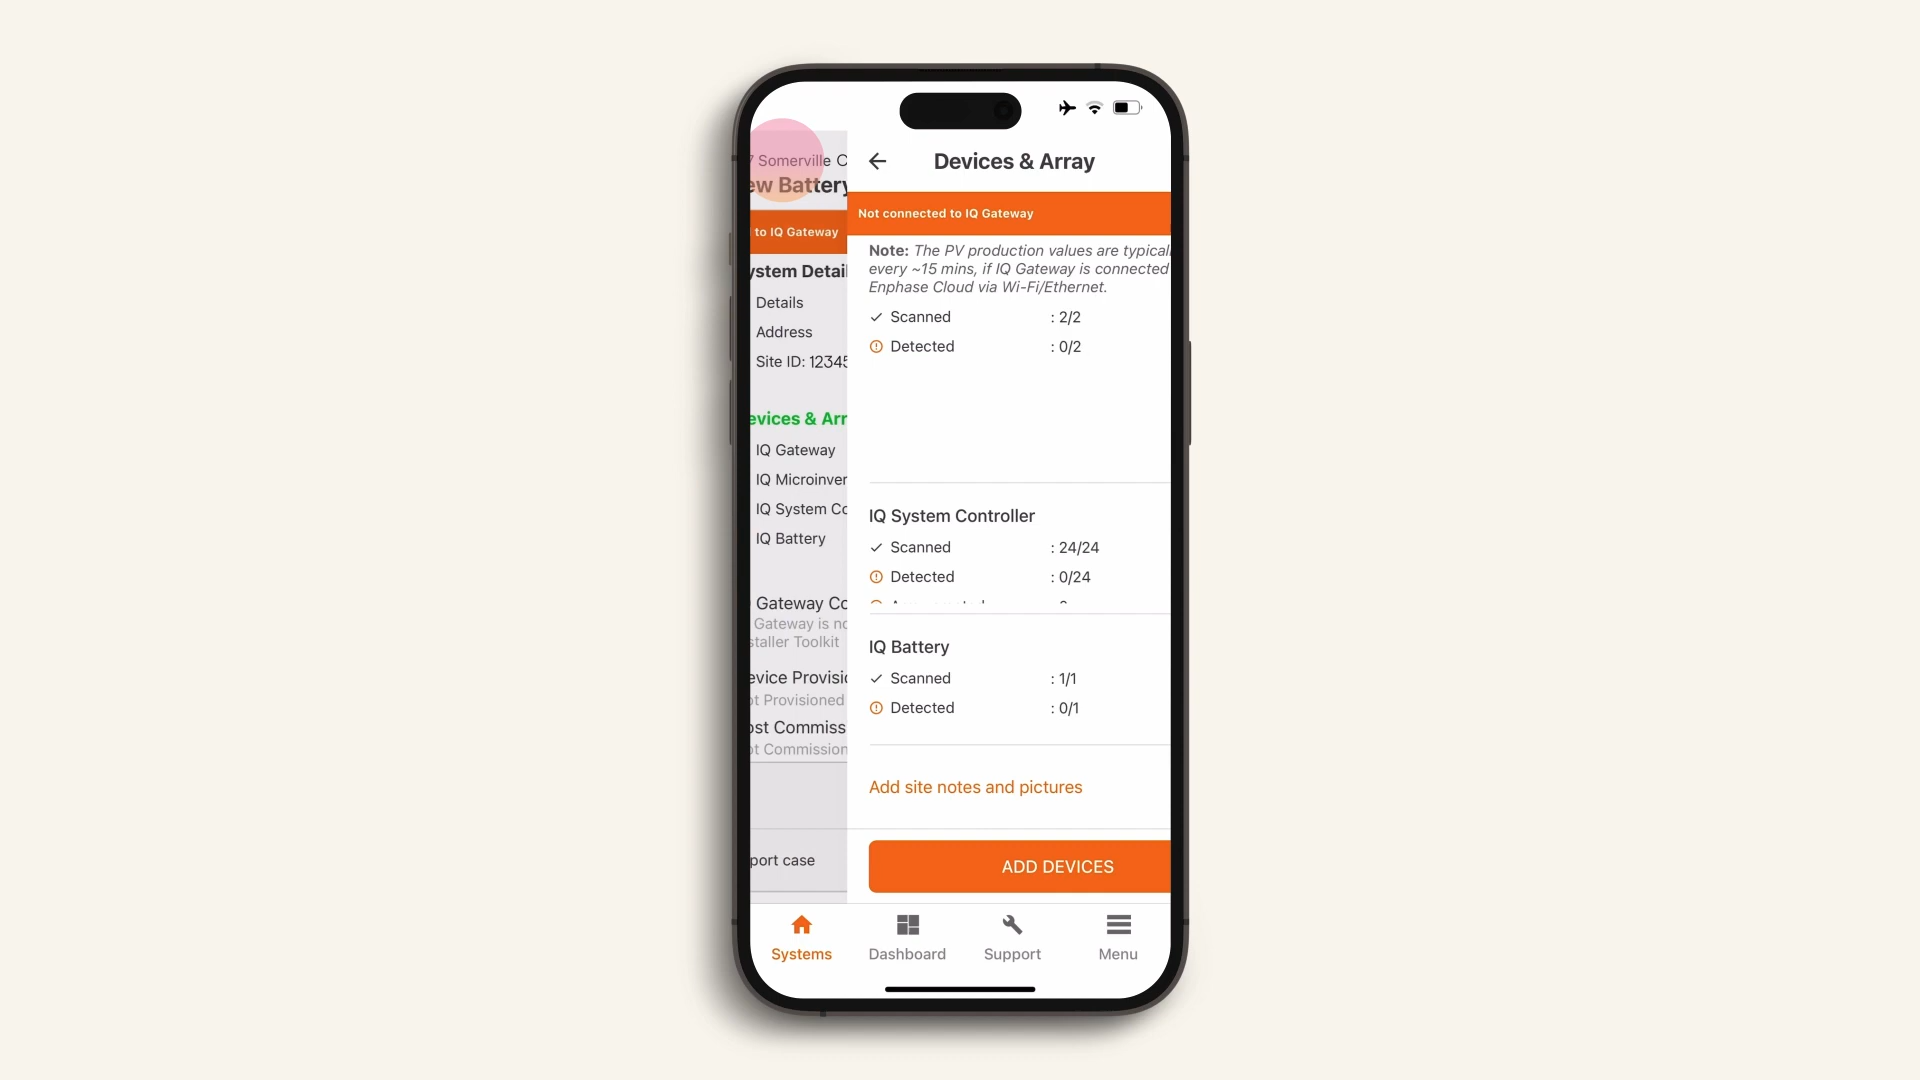 7 Somerville C
ew Battery
to IQ Gateway
ystem Detai
Details
Address
Site ID: 12345
evices & Arr
IQ Gateway
IQ Microinver
IQ System Co
IQ Battery
Gateway Co
Gateway is no
staller Toolkit
evice Provisio
ot Provisioned
ost Commiss
ot Commission
port case
Devices & Array
Not connected to IQ Gateway
Note: The PV production values are typical
every ~15 mins, if IQ Gateway is connected
Enphase Cloud via Wi-Fi/Ethernet.
Scanned : 2/2
Detected : 0/2
IQ System Controller
Scanned : 24/24
Detected : 0/24
IQ Battery
Scanned : 1/1
Detected : 0/1
Add site notes and pictures
ADD DEVICES
Systems
Dashboard
Support
Menu